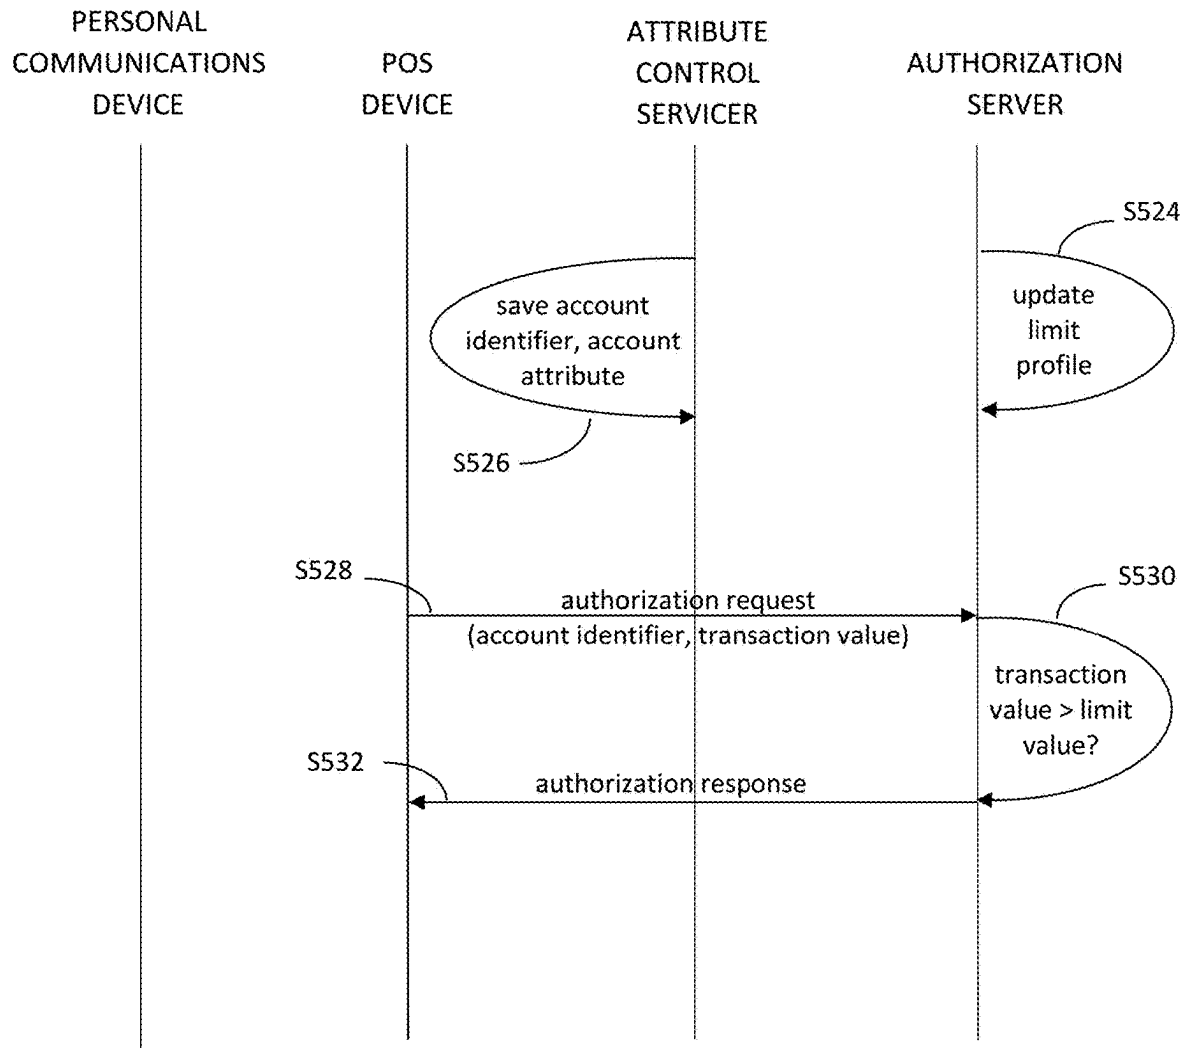 PERSONAL
COMMUNICATIONS
DEVICE
POS
DEVICE
ATTRIBUTE
CONTROL
SERVICER
AUTHORIZATION
SERVER
S524
update
limit
profile
save account
identifier, account
attribute
S526
S528
authorization request
(account identifier, transaction value)
S530
transaction
value > limit
value?
S532
authorization response